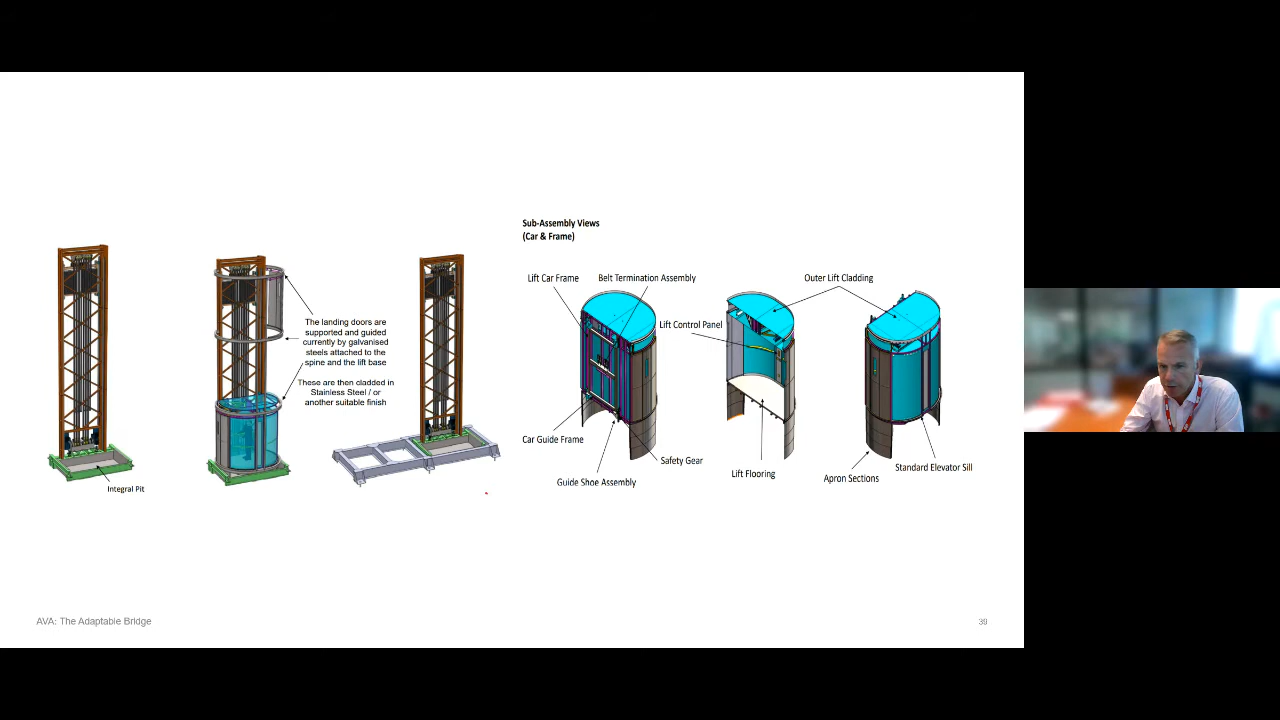 Sub-Assembly Views
(Car & Frame)
Lift Car Frame
Belt Termination Assembly
Outer Lift Cladding
Lift Control Panel
The landing doors are
supported and guided
currently by galvanised
steels attached to the
spine and the lift base
These are then cladded in
Stainless Steel / or
another suitable finish
Car Guide Frame
Safety Gear
Guide Shoe Assembly
Lift Flooring
Apron Sections
Standard Elevator Sill
Integral Pit
AVA: The Adaptable Bridge
39